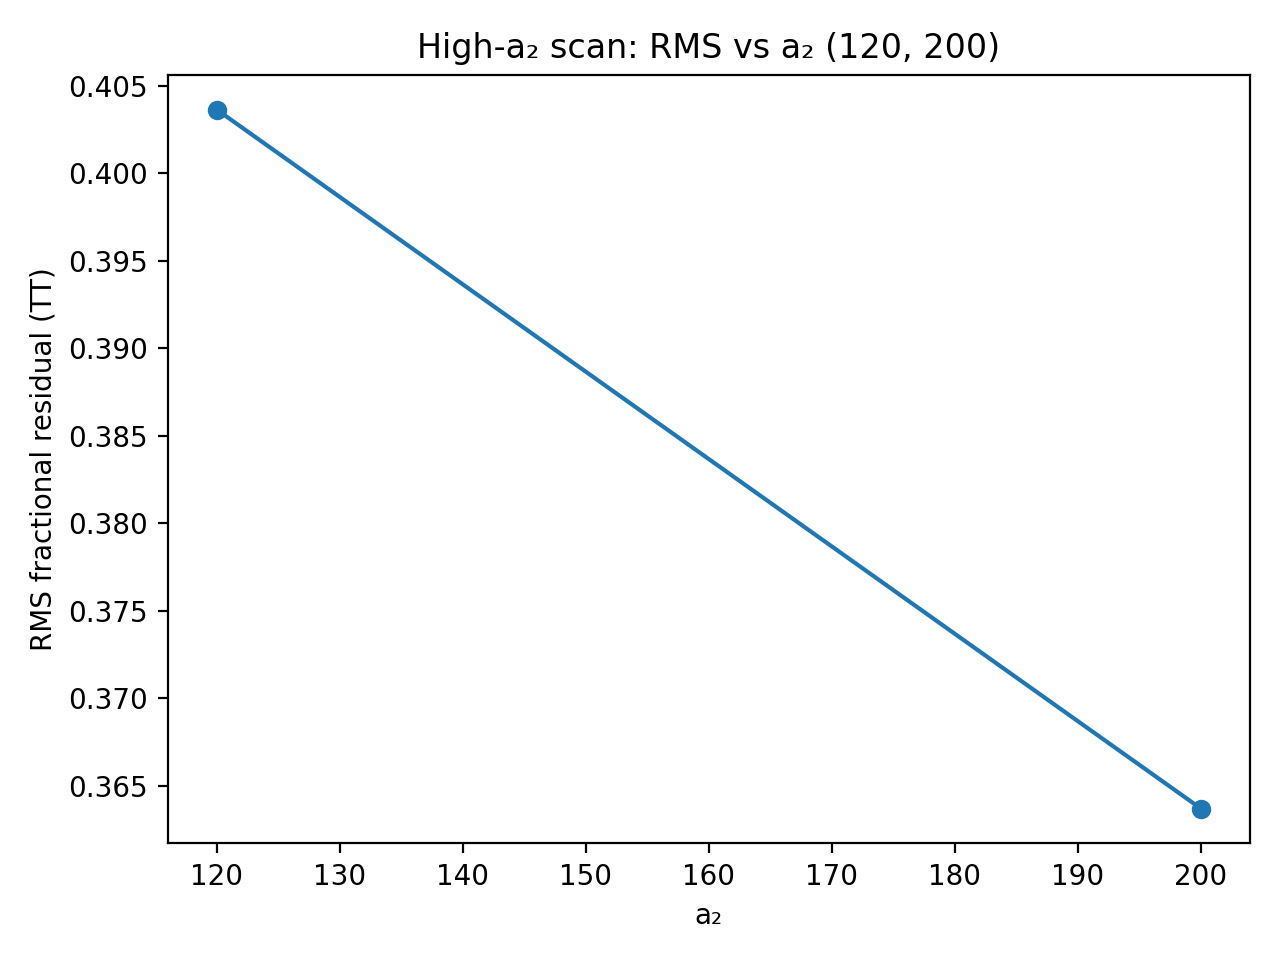 High-a₂ scan: RMS vs a₂ (120, 200)
RMS fractional residual (TT)
0.405
0.400
0.395
0.390
0.385
0.380
0.375
0.370
0.365
120 130 140 150 160 170 180 190 200
a₂